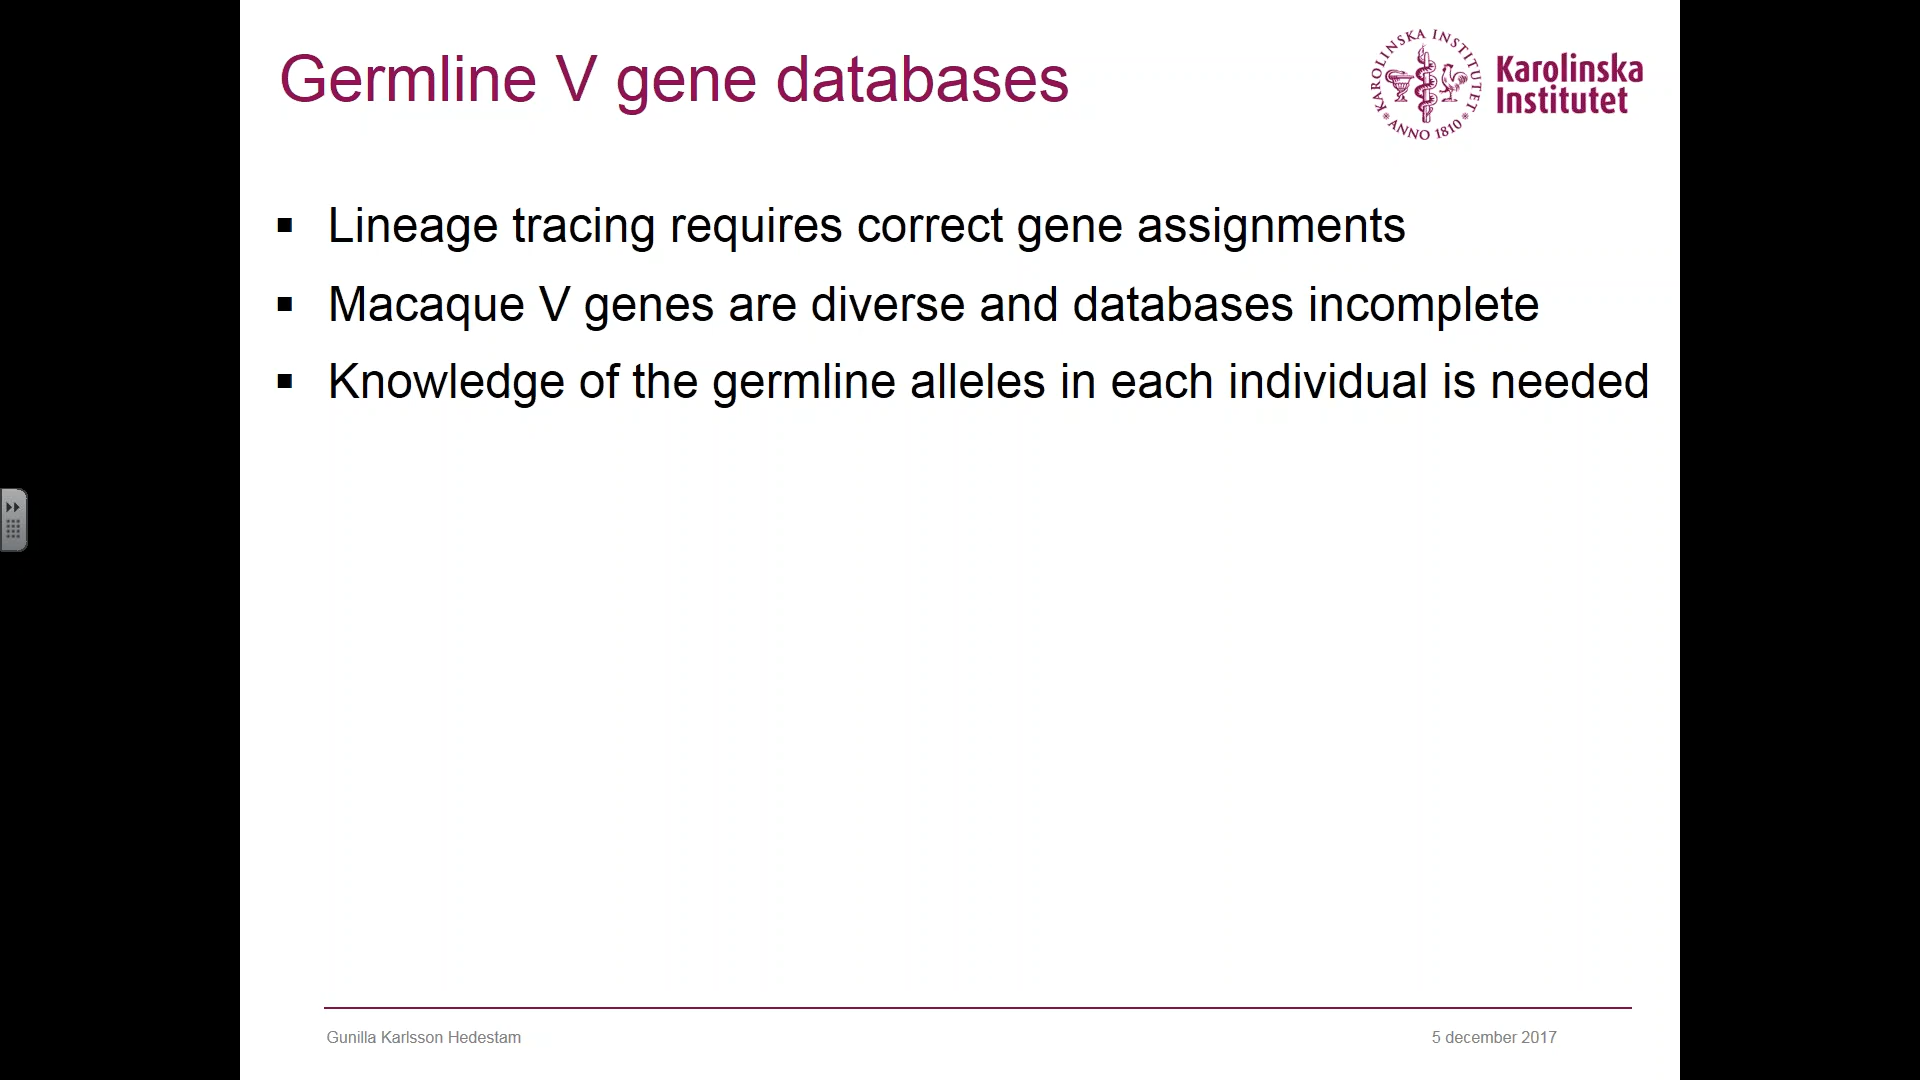 Germline V gene databases
KAROLINSKA INSTITUTET
ANNO 1810
Karolinska
Institutet
▪ Lineage tracing requires correct gene assignments
▪ Macaque V genes are diverse and databases incomplete
▪ Knowledge of the germline alleles in each individual is needed
Gunilla Karlsson Hedestam
5 december 2017